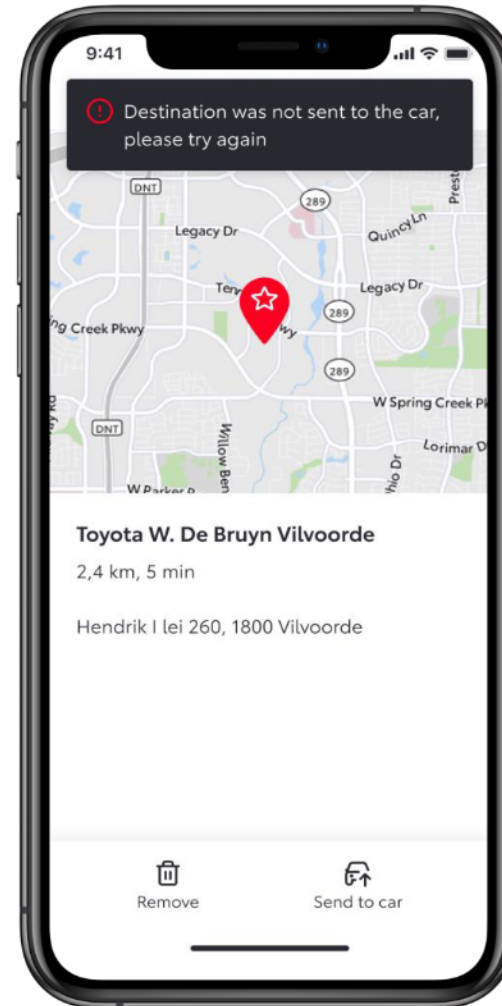 9:41
Destination was not sent to the car,
please try again
DNT
289
Quincy Ln
Legacy Dr
Legacy Dr
289
Creek Pkwy
289
W Spring Creek
DNT
Willow Ben
Lorimar D
Toyota W. De Bruyn Vilvoorde
2,4 km, 5 min
Hendrik I lei 260, 1800 Vilvoorde
Remove
Send to car